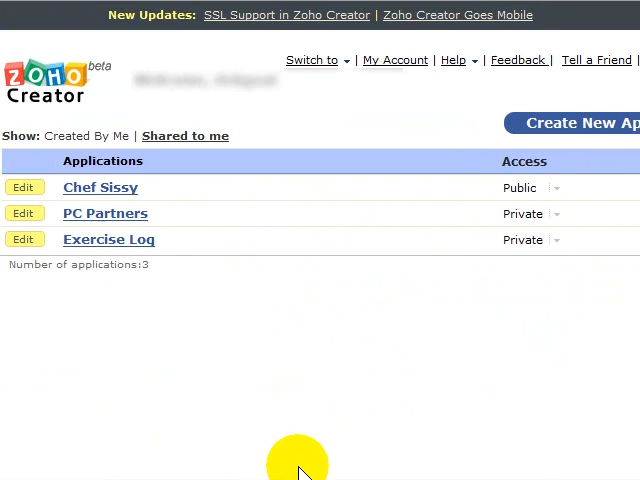 New Updates: SSL Support in Zoho Creator | Zoho Creator Goes Mobile
ZOHO beta
Creator
Switch to | My Account | Help | Feedback | Tell a Friend |
Create New Ap
Show: Created By Me | Shared to me
Applications Access
Edit Chef Sissy Public
Edit PC Partners Private
Edit Exercise Log Private
Number of applications:3